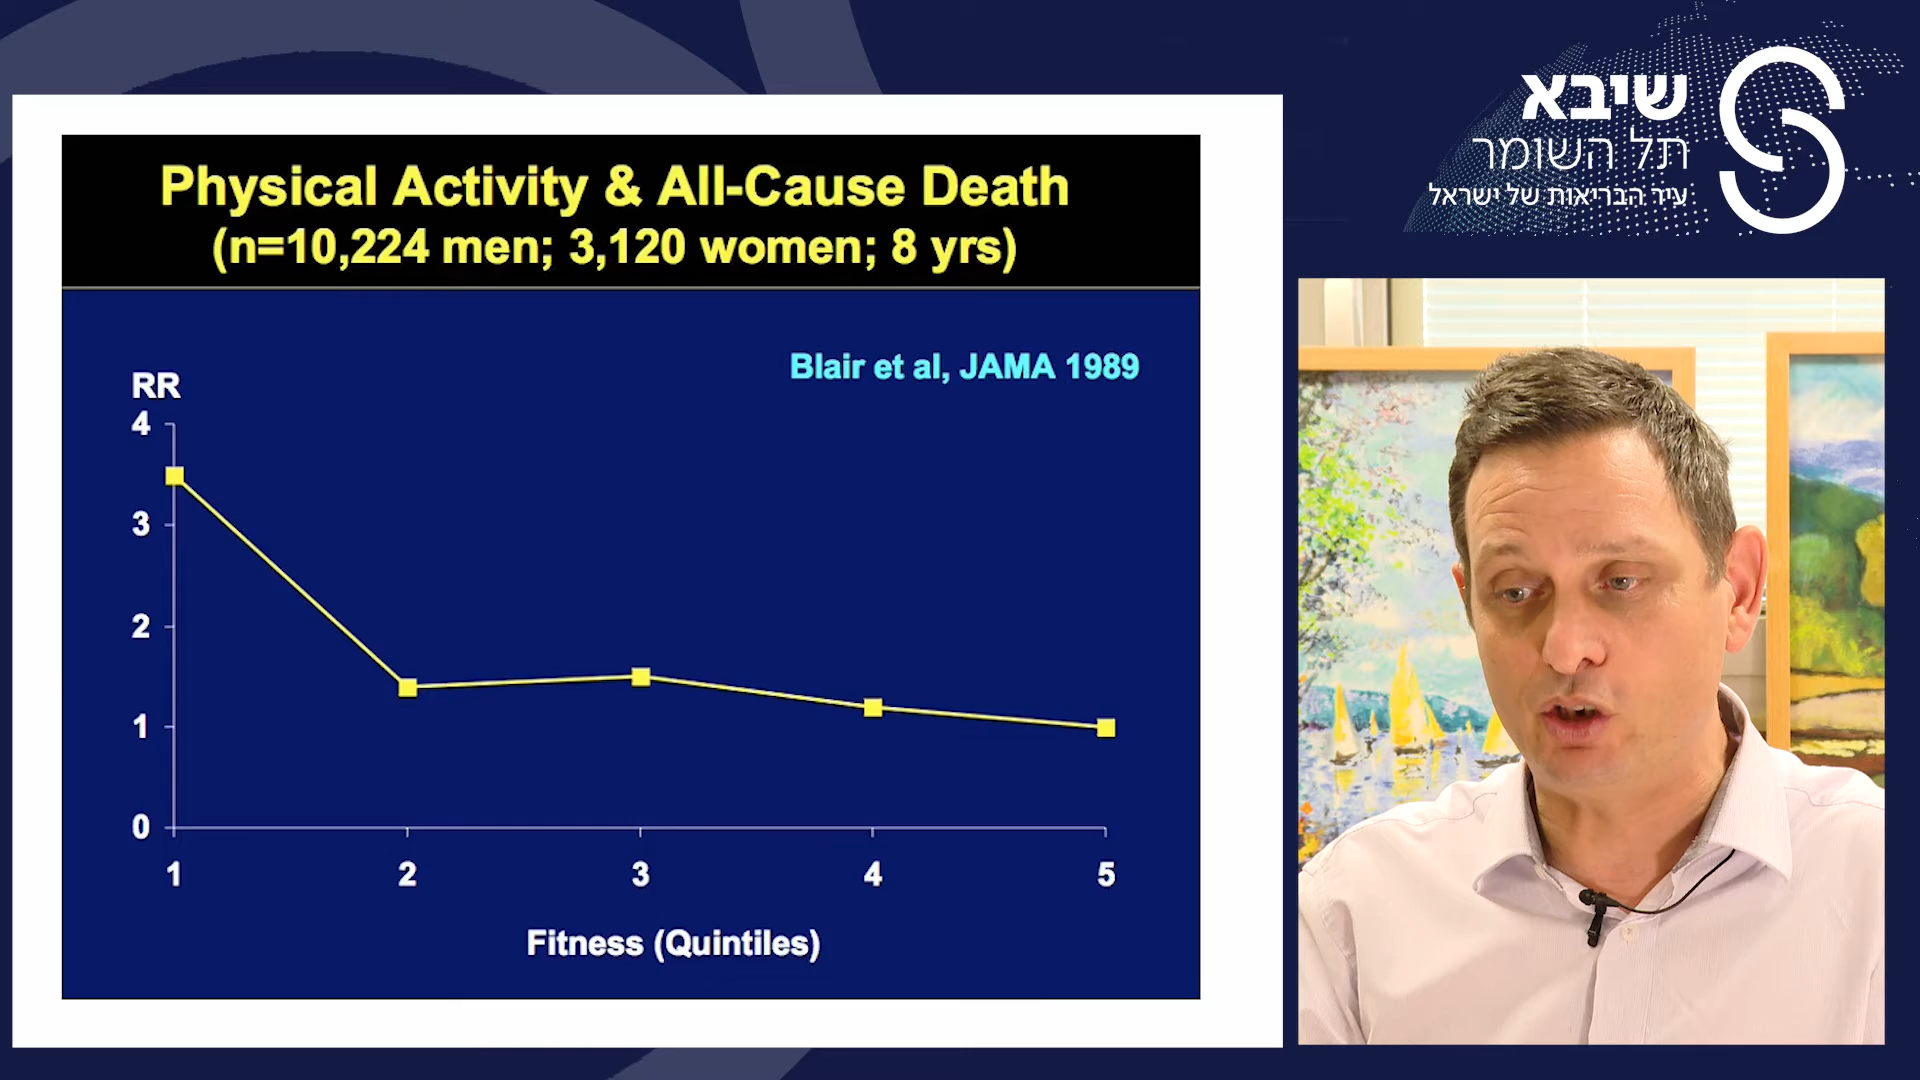 Physical Activity & All-Cause Death
(n=10,224 men; 3,120 women; 8 yrs)
Blair et al, JAMA 1989
RR
4
3
2
1
0
1 2 3 4 5
Fitness (Quintiles)
שיבא
תל השומר
עיר הבריאות של ישראל